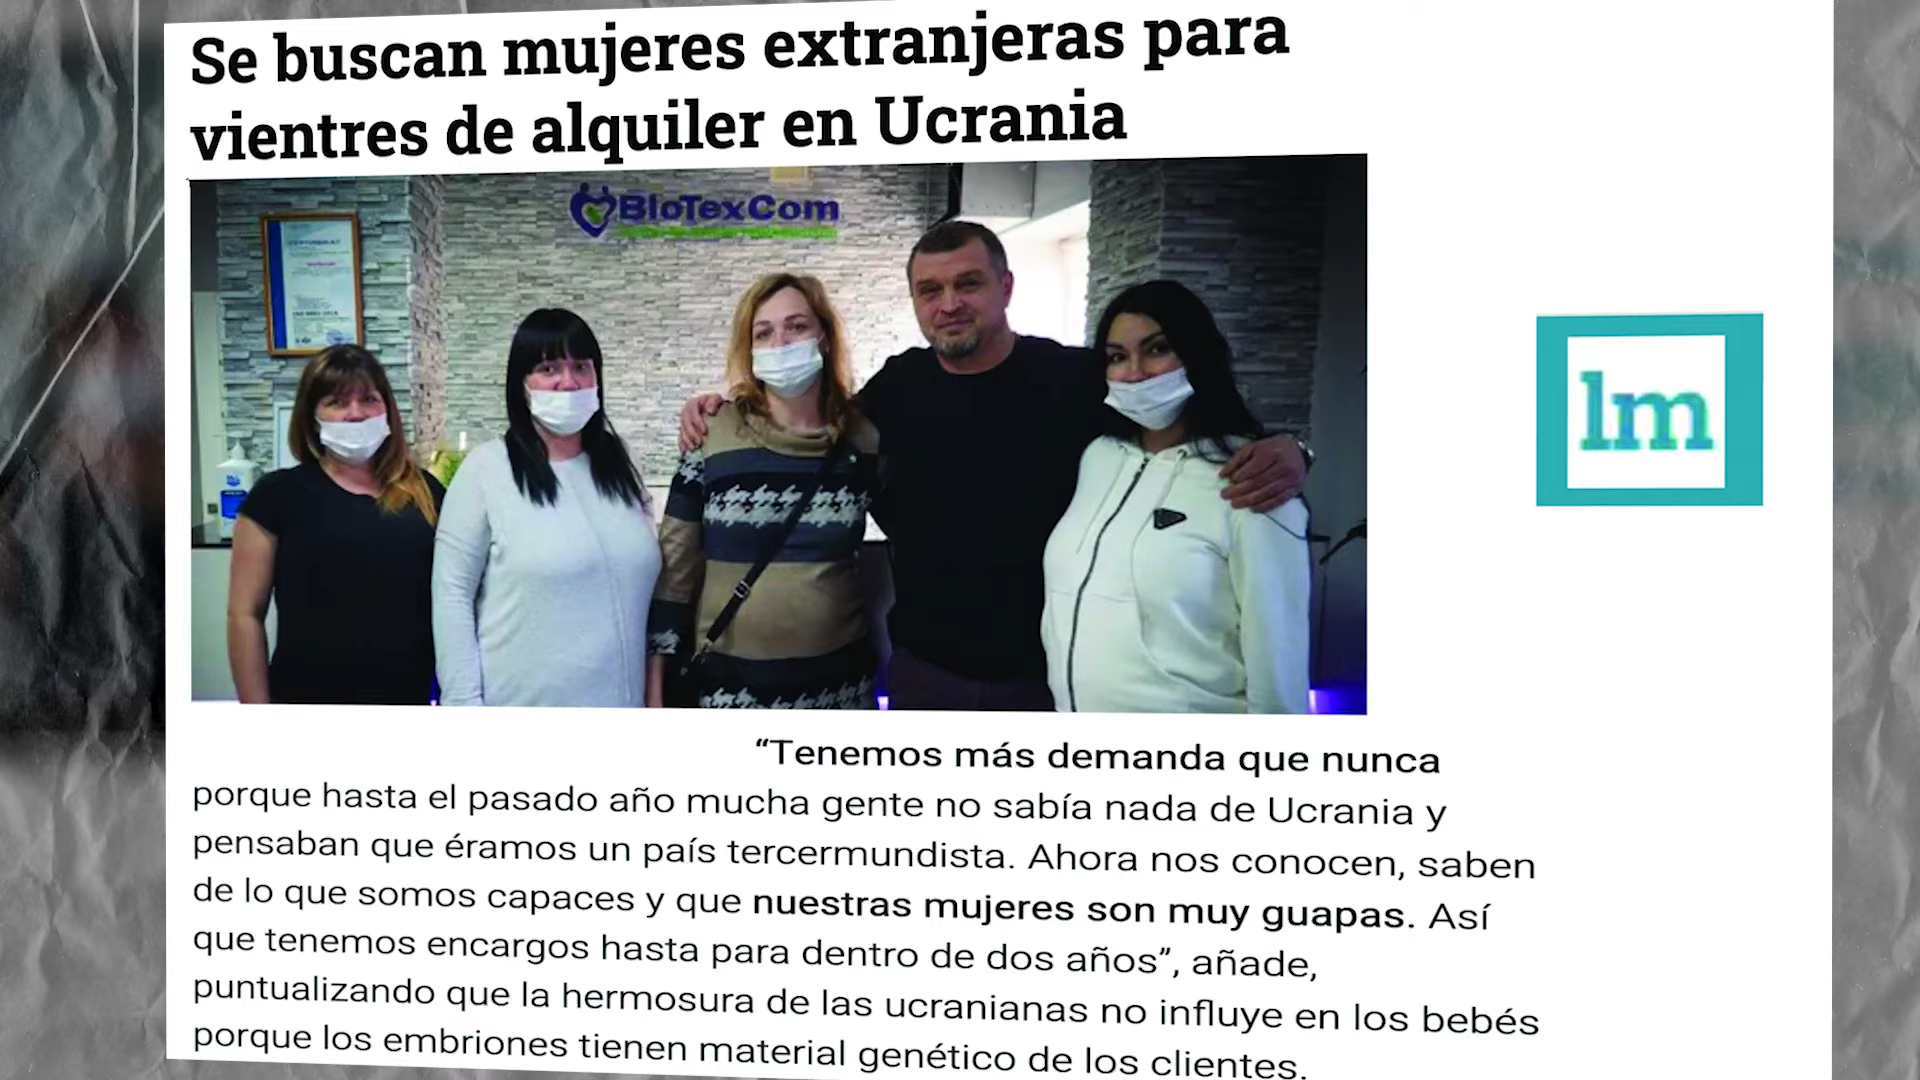 Se buscan mujeres extranjeras para
vientres de alquiler en Ucrania
BioTexCom
lm
“Tenemos más demanda que nunca
porque hasta el pasado año mucha gente no sabía nada de Ucrania y
pensaban que éramos un país tercermundista. Ahora nos conocen, saben
de lo que somos capaces y que nuestras mujeres son muy guapas. Así
que tenemos encargos hasta para dentro de dos años”, añade,
puntualizando que la hermosura de las ucranianas no influye en los bebés
porque los embriones tienen material genético de los clientes.